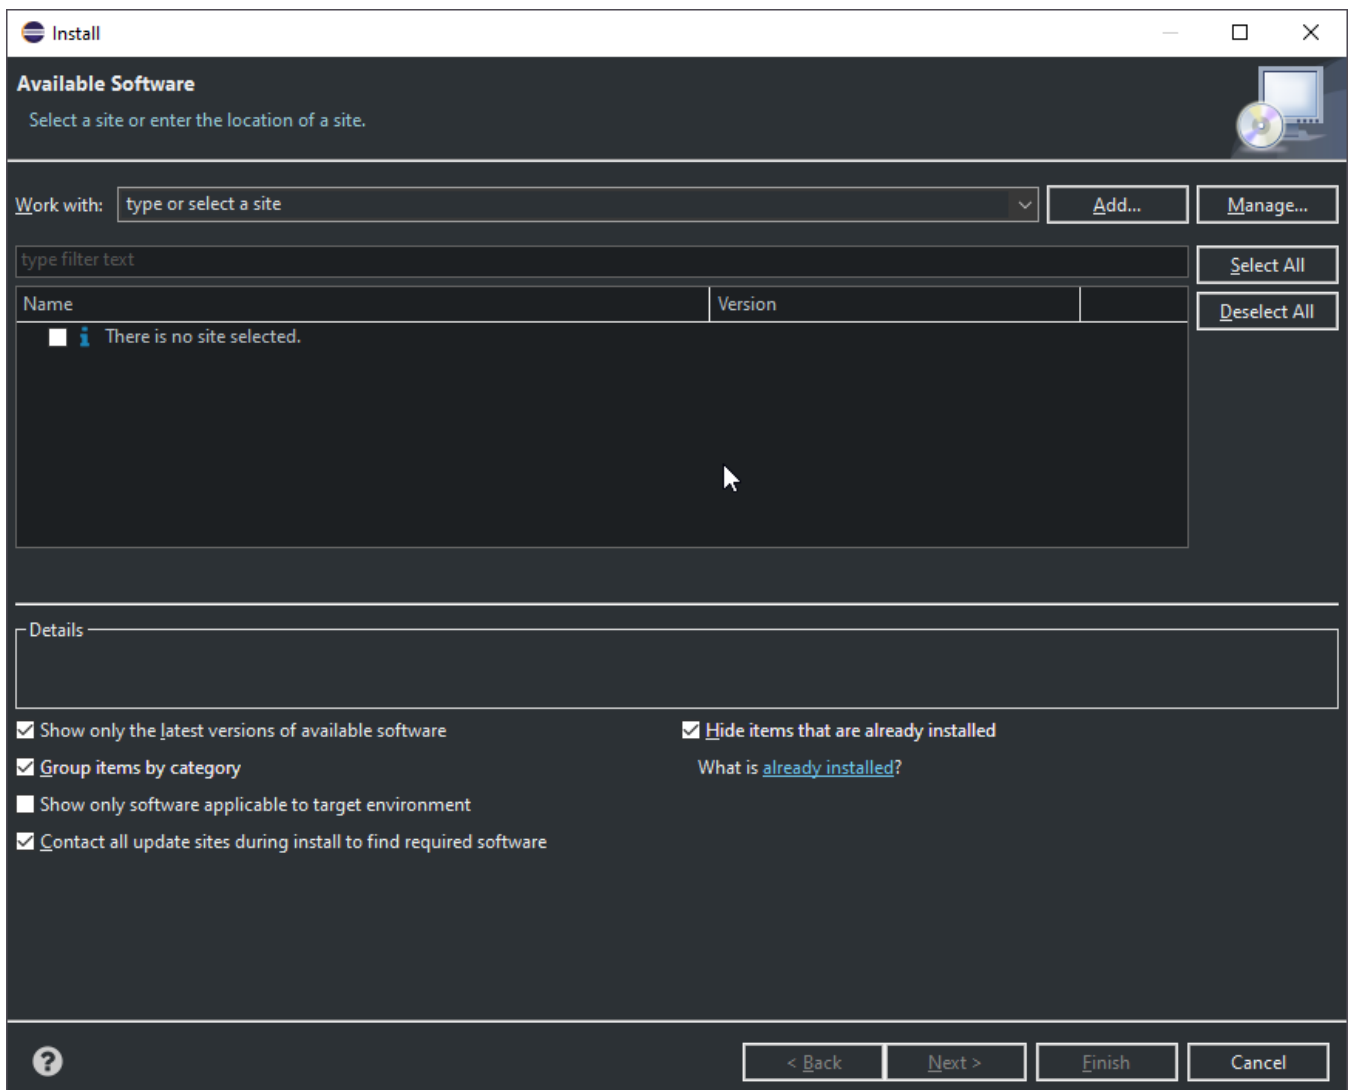 Install
Available Software
Select a site or enter the location of a site.
Work with: type or select a site Add... Manage...
type filter text Select All
Name Version Deselect All
There is no site selected.
Details
Show only the latest versions of available software Hide items that are already installed
Group items by category What is already installed?
Show only software applicable to target environment
Contact all update sites during install to find required software
? < Back Next > Finish Cancel